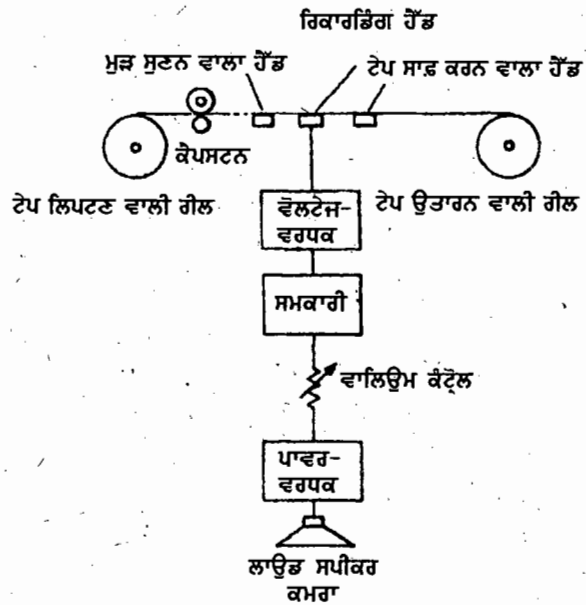 ਰਿਕਾਰਡਿੰਗ ਹੈੱਡ
ਮੁੜ ਸੁਣਨ ਵਾਲਾ ਹੈੱਡ
ਟੇਪ ਸਾਫ਼ ਕਰਨ ਵਾਲਾ ਹੈੱਡ
ਕੈਪਸਟਨ
ਟੇਪ ਲਿਪਟਣ ਵਾਲੀ ਰੀਲ
ਟੇਪ ਉਤਾਰਨ ਵਾਲੀ ਰੀਲ
ਵੋਲਟੇਜ-
ਵਰਧਕ
ਸਮਕਾਰੀ
ਵਾਲਿਊਮ ਕੰਟ੍ਰੋਲ
ਪਾਵਰ-
ਵਰਧਕ
ਲਾਊਡ ਸਪੀਕਰ
ਕਮਰਾ